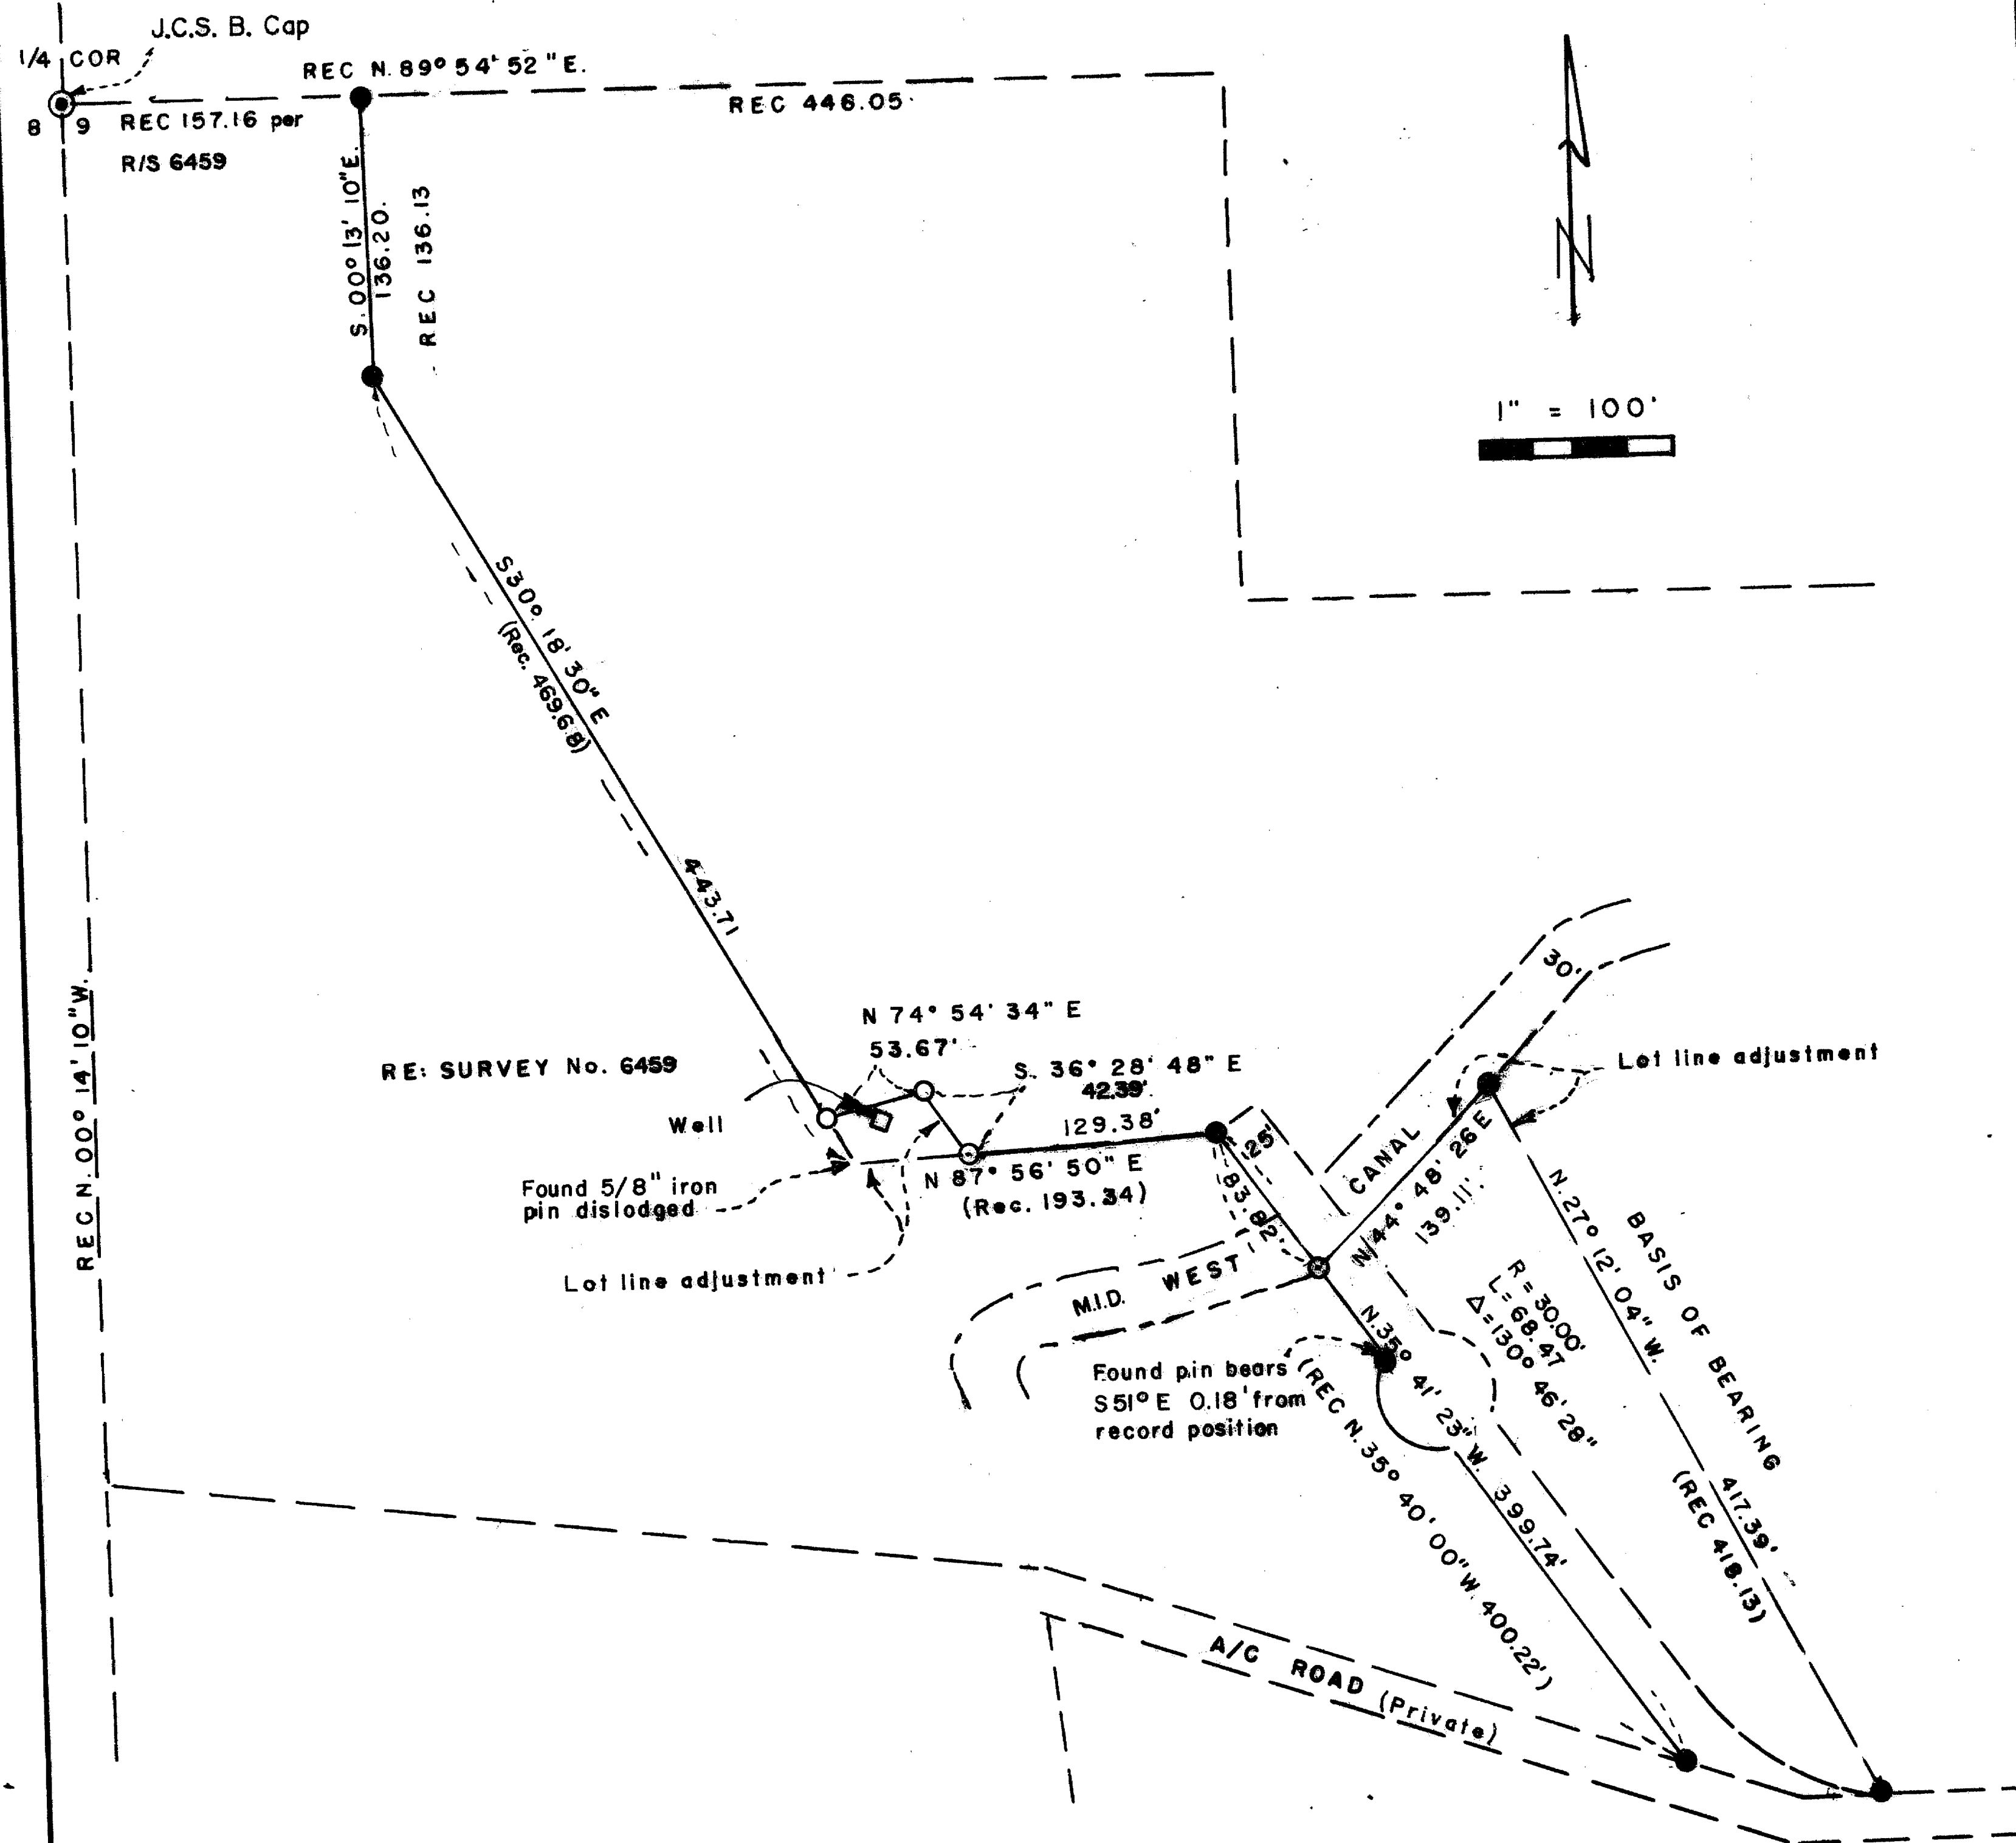 J.C.S. B. Cap
1/4 COR
REC N. 89° 54' 52" E.
REC 446.05'
8 9
REC 157.16 per
R/S 6459
S. 00° 13' 10" E.
136.20.
REC 136.13
1" = 100'
S 30° 18' 30" E
(Rec. 469.68)
443.71
30'
REC N. 00° 14' 10" W.
N 74° 54' 34" E
53.67'
RE: SURVEY No. 6459
S. 36° 28' 48" E
42.39'
129.38'
Lot line adjustment
Well
25'
CANAL
N 87° 56' 50" E
(Rec. 193.34)
83.82'
N 44° 48' 26 E
139.11'.
Found 5/8" iron
pin dislodged
Lot line adjustment
M.I.D. WEST
N. 27° 12' 04" W.
BASIS OF BEARING
417.39'
(REC 418.13)
R = 30.00'
L = 68.47
Δ = 130° 46' 28"
N. 35° 41' 23" W. 399.74'
(REC N. 35° 40' 00" W. 400.22')
Found pin bears
S 51° E 0.18' from
record position
A/C ROAD (Private)
N